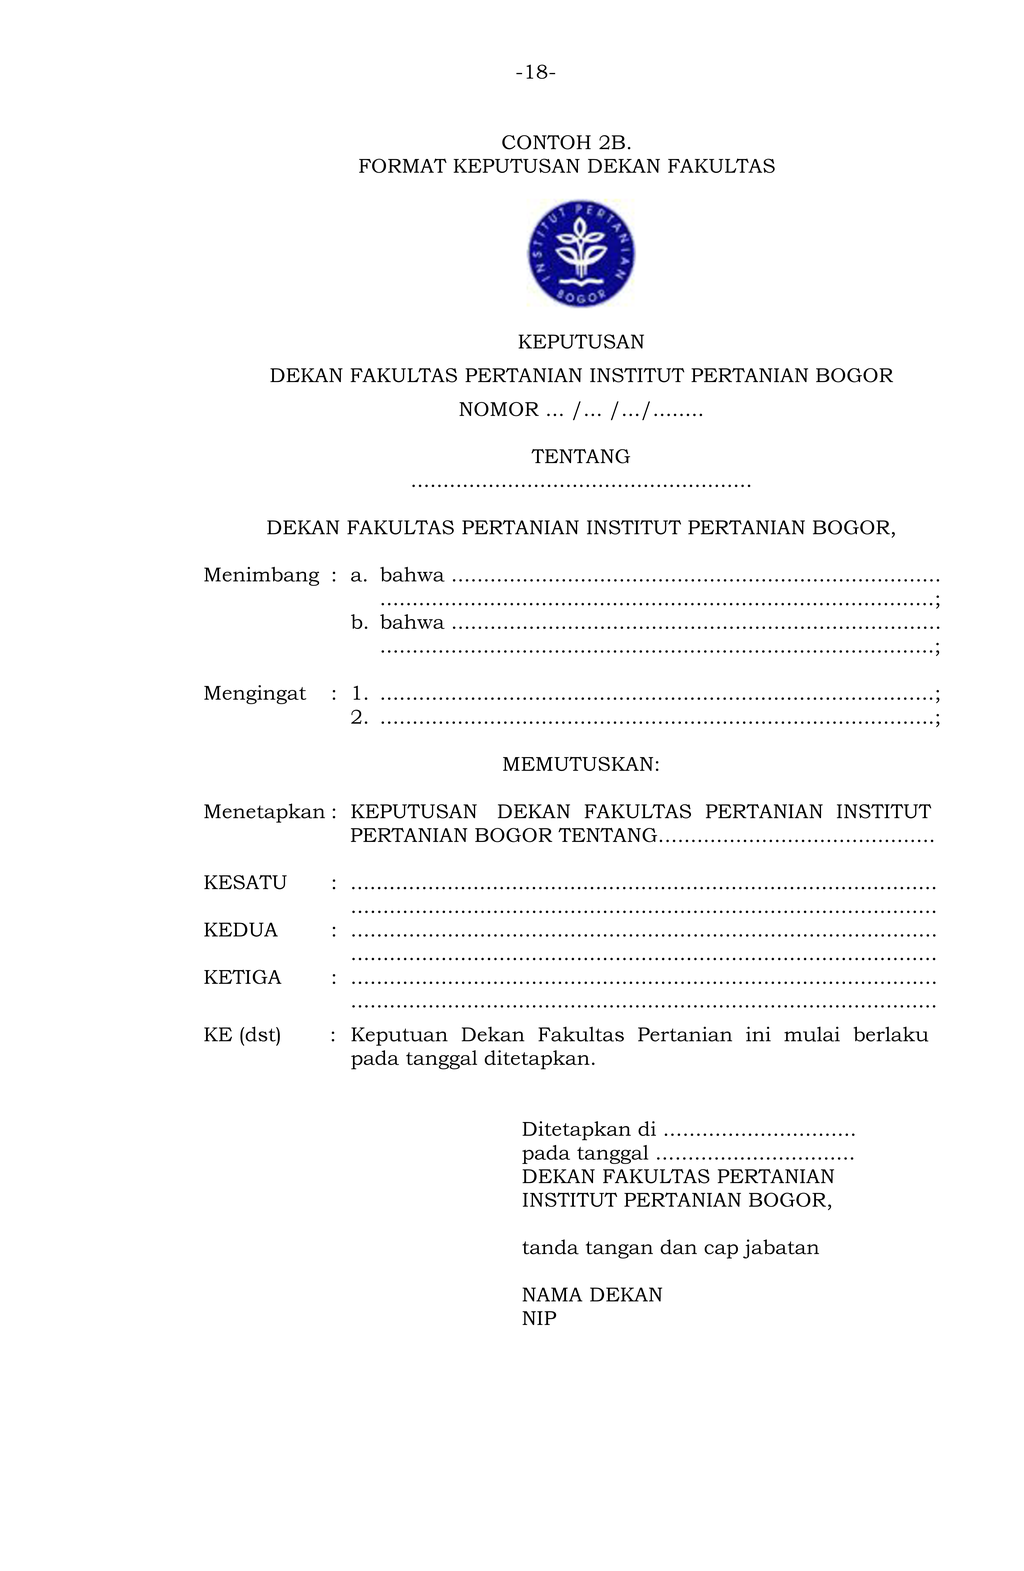 -18-
CONTOH 2B.
FORMAT KEPUTUSAN DEKAN FAKULTAS
INSTITUT PERTANIAN
BOGOR
KEPUTUSAN
DEKAN FAKULTAS PERTANIAN INSTITUT PERTANIAN BOGOR
NOMOR ... /... /.../........
TENTANG
.....................................................
DEKAN FAKULTAS PERTANIAN INSTITUT PERTANIAN BOGOR,
Menimbang : a. bahwa ............................................................................
......................................................................................;
b. bahwa ............................................................................
......................................................................................;
Mengingat : 1. ......................................................................................;
2. ......................................................................................;
MEMUTUSKAN:
Menetapkan : KEPUTUSAN DEKAN FAKULTAS PERTANIAN INSTITUT
PERTANIAN BOGOR TENTANG...........................................
KESATU : ...........................................................................................
...........................................................................................
KEDUA : ...........................................................................................
...........................................................................................
KETIGA : ...........................................................................................
...........................................................................................
KE (dst) : Keputuan Dekan Fakultas Pertanian ini mulai berlaku
pada tanggal ditetapkan.
Ditetapkan di ..............................
pada tanggal ...............................
DEKAN FAKULTAS PERTANIAN
INSTITUT PERTANIAN BOGOR,
tanda tangan dan cap jabatan
NAMA DEKAN
NIP